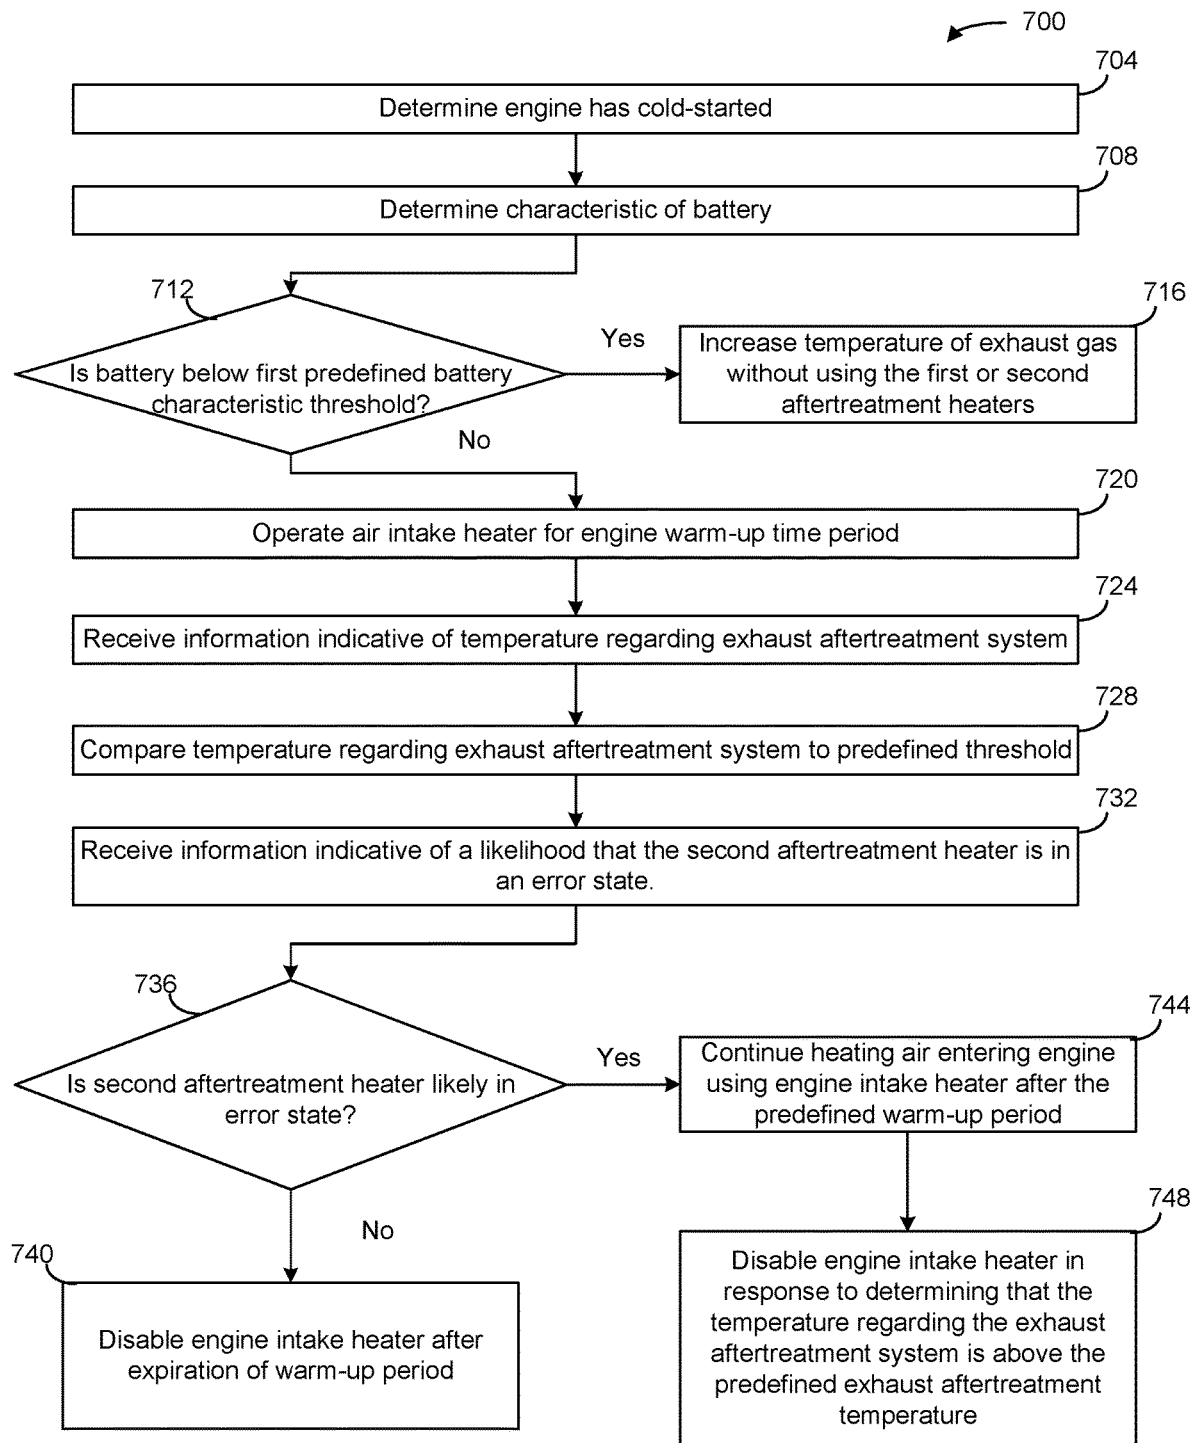 700
704
Determine engine has cold-started
708
Determine characteristic of battery
712
Is battery below first predefined battery
characteristic threshold?
Yes
716
Increase temperature of exhaust gas
without using the first or second
aftertreatment heaters
No
720
Operate air intake heater for engine warm-up time period
724
Receive information indicative of temperature regarding exhaust aftertreatment system
728
Compare temperature regarding exhaust aftertreatment system to predefined threshold
732
Receive information indicative of a likelihood that the second aftertreatment heater is in
an error state.
736
Is second aftertreatment heater likely in
error state?
Yes
744
Continue heating air entering engine
using engine intake heater after the
predefined warm-up period
No
740
Disable engine intake heater after
expiration of warm-up period
748
Disable engine intake heater in
response to determining that the
temperature regarding the exhaust
aftertreatment system is above the
predefined exhaust aftertreatment
temperature